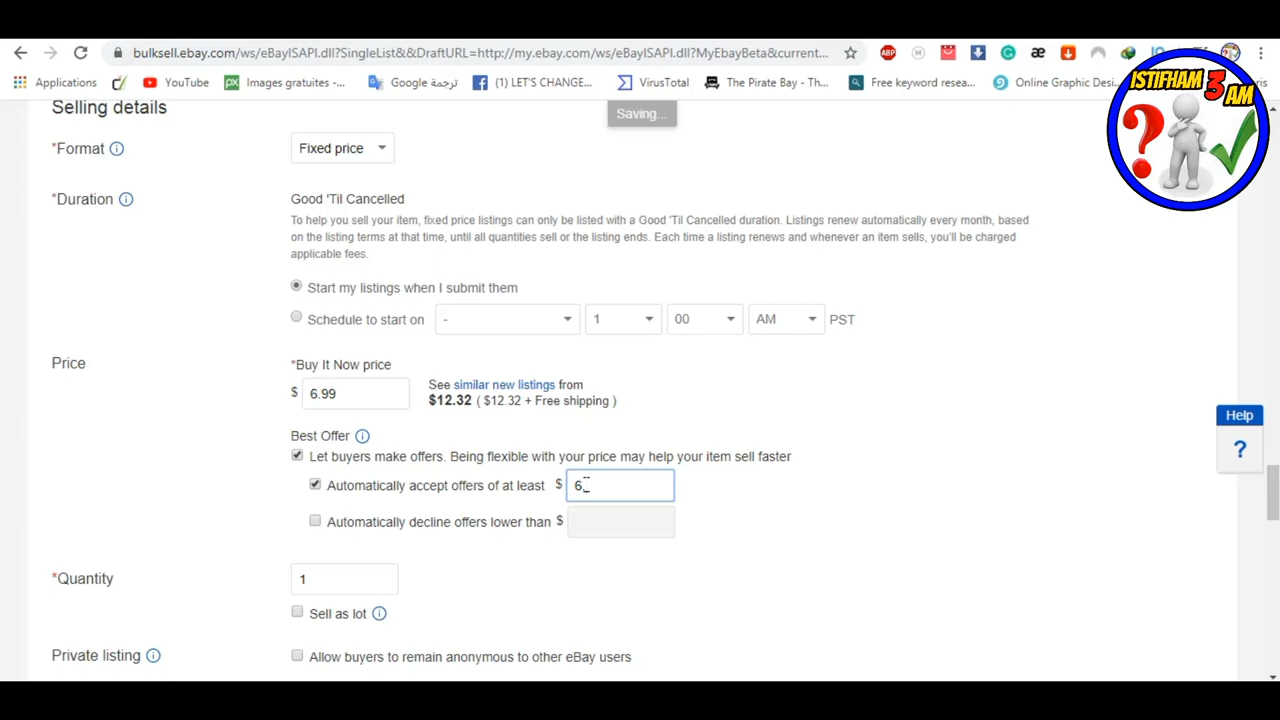 bulksell.ebay.com/ws/eBayISAPI.dll?SingleList&&DraftURL=http://my.ebay.com/ws/eBayISAPI.dll?MyEbayBeta&current...
ABP
M
æ
Applications
YouTube
PX
Images gratuites - ...
Google ترجمة
(1) LET'S CHANGE...
VirusTotal
The Pirate Bay - Th...
Free keyword resea...
Online Graphic Desi...
ISTIFHAM 3 AM
Selling details
Saving...
*Format
Fixed price
*Duration
Good 'Til Cancelled
To help you sell your item, fixed price listings can only be listed with a Good 'Til Cancelled duration. Listings renew automatically every month, based
on the listing terms at that time, until all quantities sell or the listing ends. Each time a listing renews and whenever an item sells, you'll be charged
applicable fees.
Start my listings when I submit them
Schedule to start on - 1 00 AM PST
Price
*Buy It Now price
$ 6.99
See similar new listings from
$12.32 ( $12.32 + Free shipping )
Best Offer
Let buyers make offers. Being flexible with your price may help your item sell faster
Automatically accept offers of at least $ 6
Automatically decline offers lower than $
*Quantity
1
Sell as lot
Private listing
Allow buyers to remain anonymous to other eBay users
Help
?